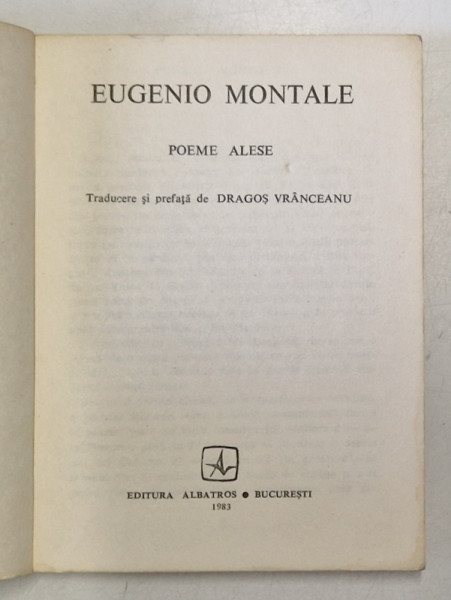 EUGENIO MONTALE
POEME ALESE
Traducere și prefață de DRAGOȘ VRÂNCEANU
EDITURA ALBATROS ● BUCUREȘTI
1983